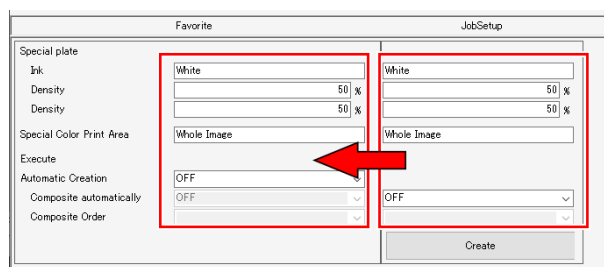 Favorite JobSetup
Special plate
Ink White White
Density 50 % 50 %
Density 50 % 50 %
Special Color Print Area Whole Image Whole Image
Execute
Automatic Creation OFF
Composite automatically OFF OFF
Composite Order
Create